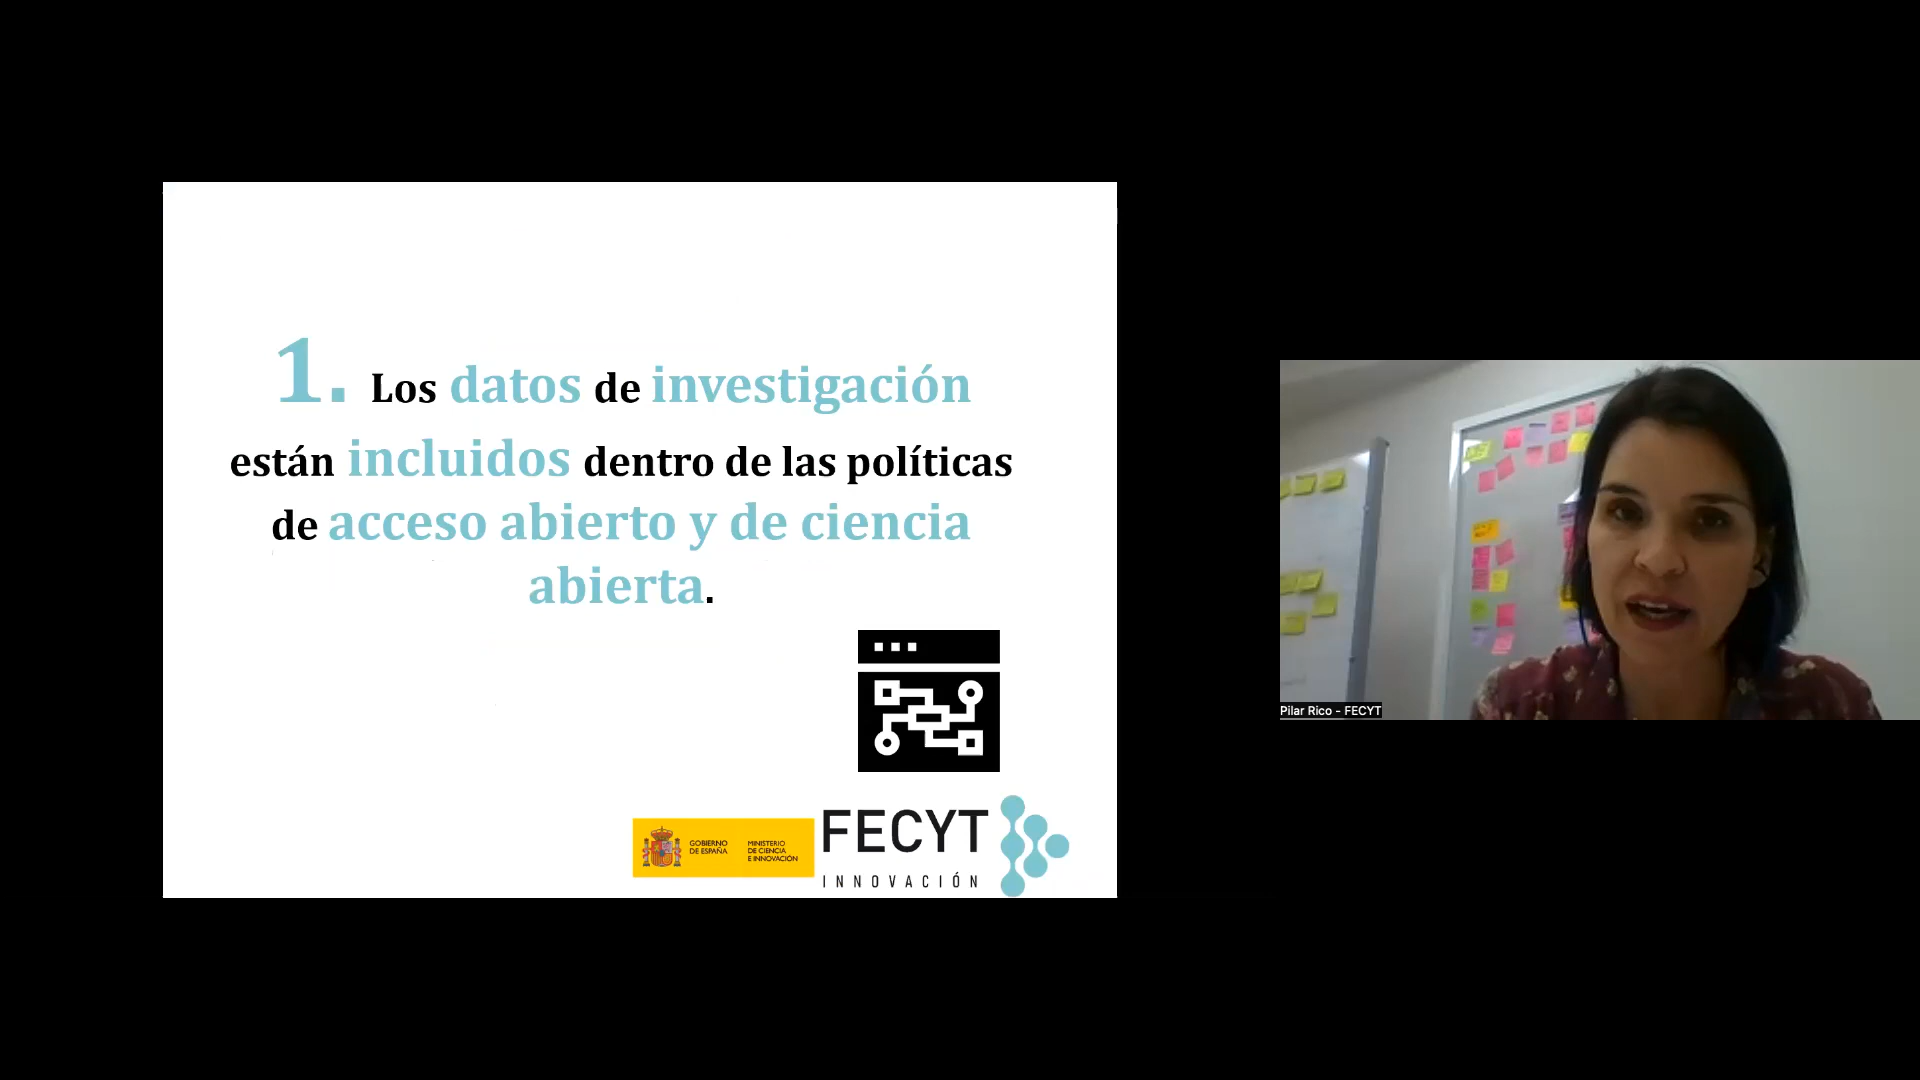 1. Los datos de investigación
están incluidos dentro de las políticas
de acceso abierto y de ciencia
abierta.
GOBIERNO
DE ESPAÑA
MINISTERIO
DE CIENCIA
E INNOVACIÓN
FECYT
INNOVACIÓN
Pilar Rico - FECYT